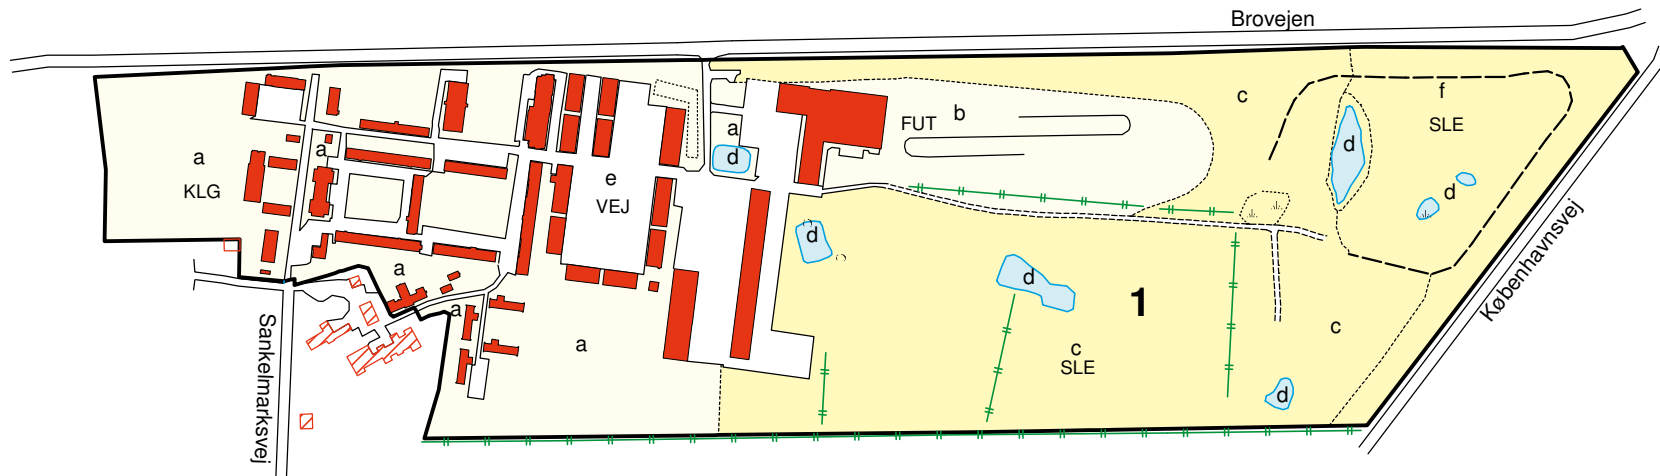 Brovejen
f
c
b
SLE
FUT
a
d
d
a
a
e
d
KLG
VEJ
d
a
d
1
Københavnsvej
a
c
a
c
SLE
d
Sankelmarksvej